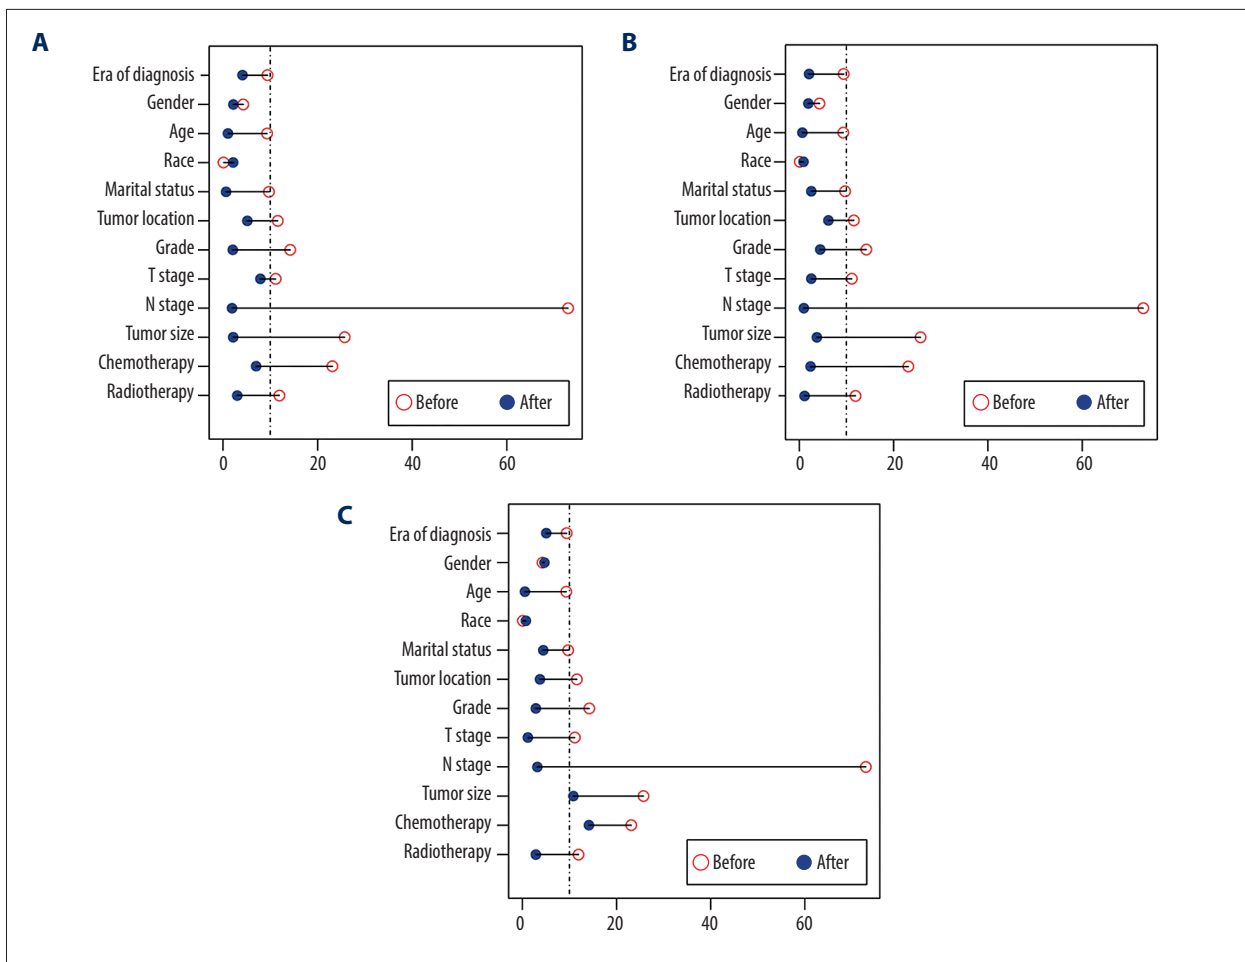 A
Era of diagnosis
Gender
Age
Race
Marital status
Tumor location
Grade
T stage
N stage
Tumor size
Chemotherapy
Radiotherapy
Before After
0 20 40 60
B
Era of diagnosis
Gender
Age
Race
Marital status
Tumor location
Grade
T stage
N stage
Tumor size
Chemotherapy
Radiotherapy
Before After
0 20 40 60
C
Era of diagnosis
Gender
Age
Race
Marital status
Tumor location
Grade
T stage
N stage
Tumor size
Chemotherapy
Radiotherapy
Before After
0 20 40 60